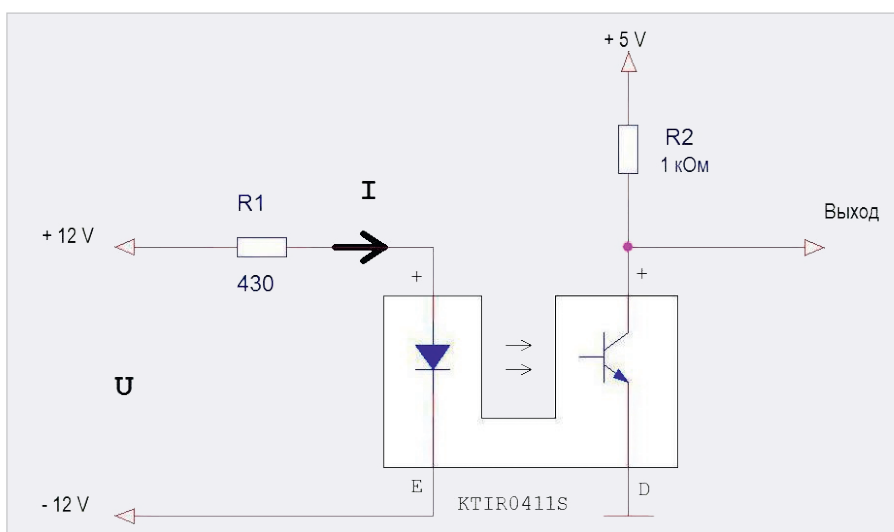 + 5 V
R2
1 кОм
I
R1
Выход
+ 12 V
430
+
+
U
E
D
KTIR0411S
- 12 V